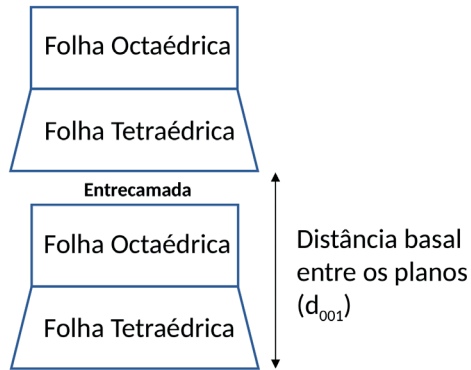 Folha Octaédrica
Folha Tetraédrica
Entrecamada
Folha Octaédrica
Folha Tetraédrica
Distância basal
entre os planos
(d₀₀₁)